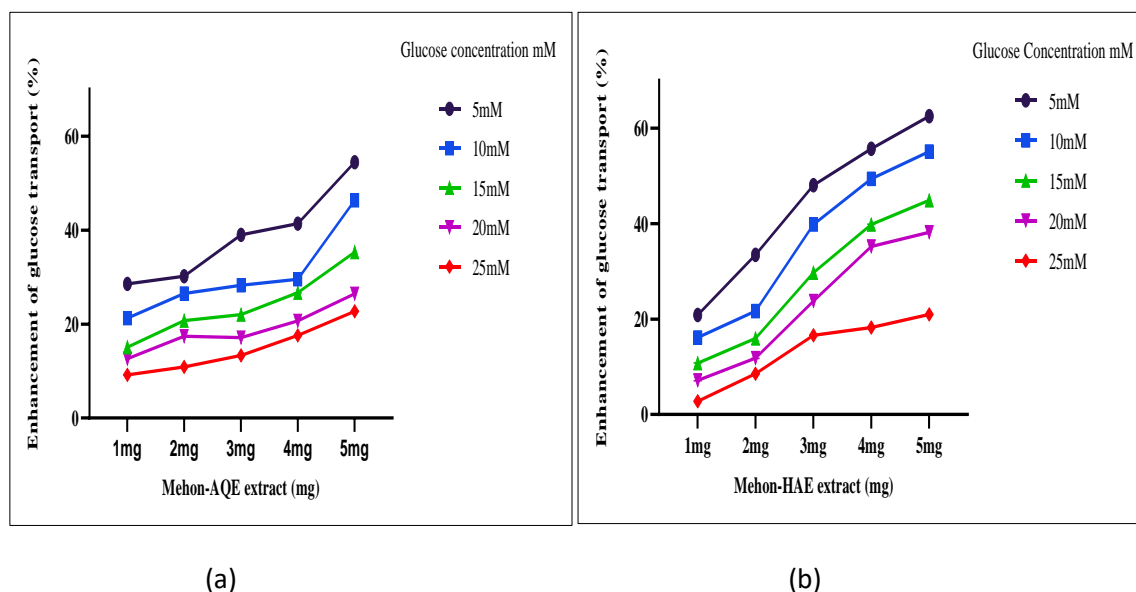 Glucose concentration mM
Enhancement of glucose transport (%)
60
40
20
0
1mg 2mg 3mg 4mg 5mg
Mehon-AQE extract (mg)
5mM
10mM
15mM
20mM
25mM
Glucose Concentration mM
Enhancement of glucose transport (%)
60
40
20
0
1mg 2mg 3mg 4mg 5mg
Mehon-HAE extract (mg)
5mM
10mM
15mM
20mM
25mM
(a) (b)